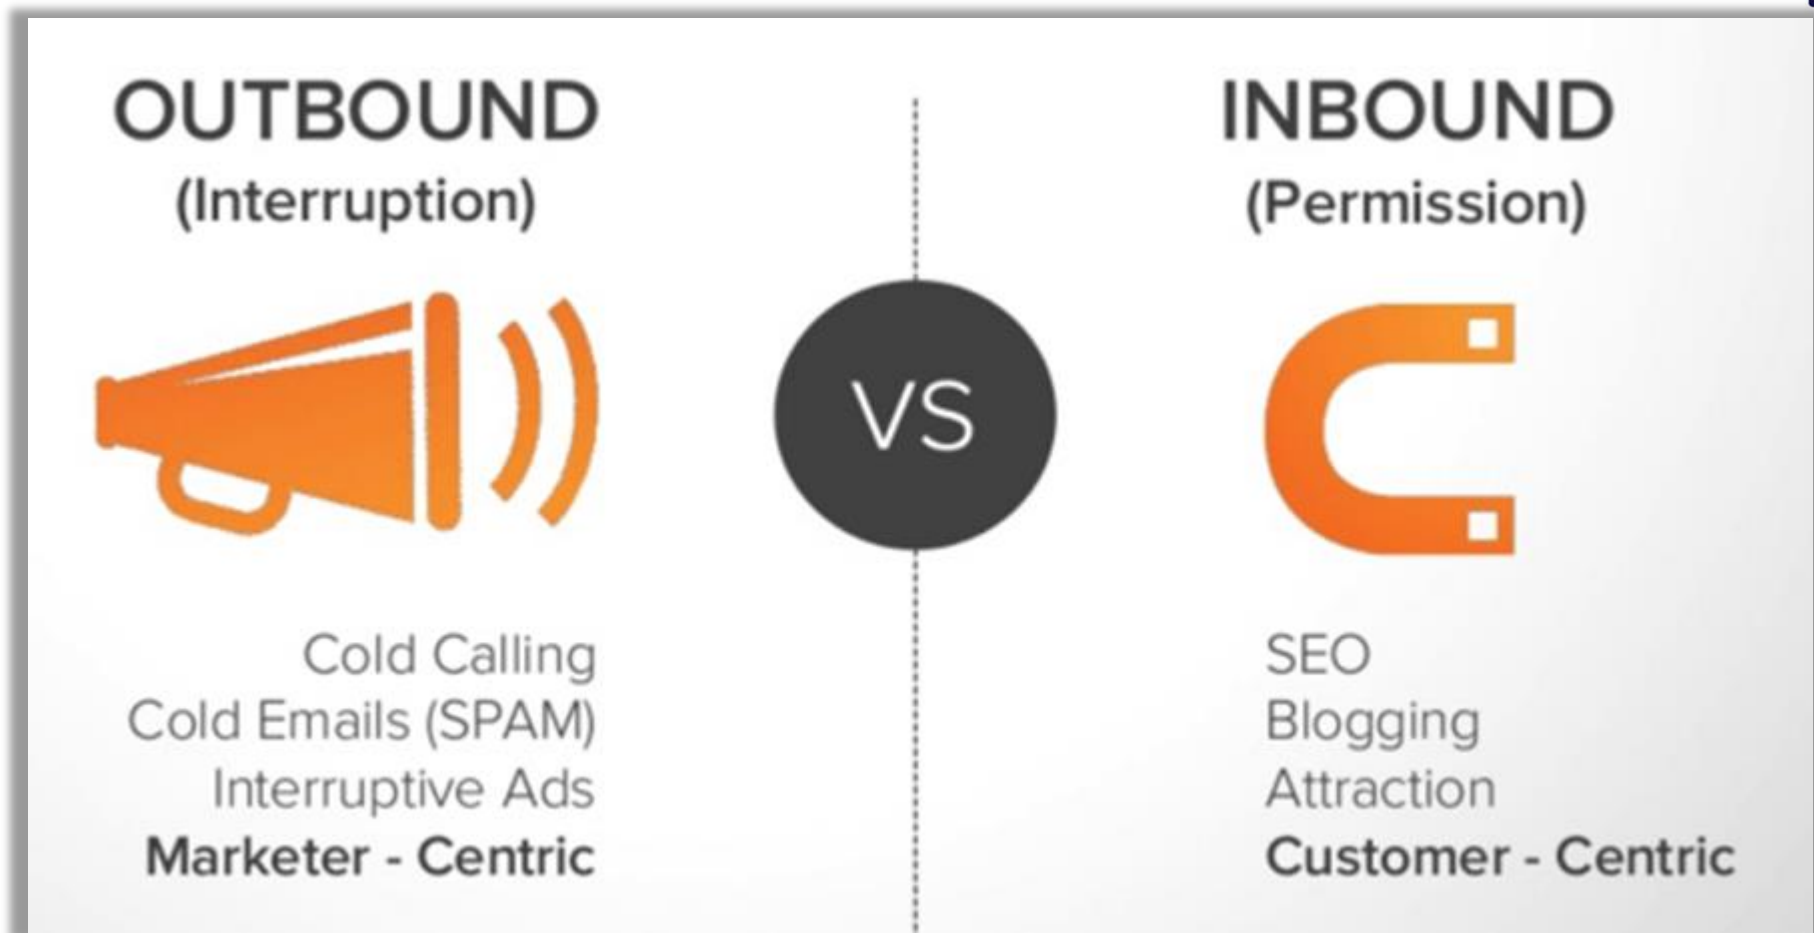 OUTBOUND
(Interruption)
Cold Calling
Cold Emails (SPAM)
Interruptive Ads
Marketer - Centric
VS
INBOUND
(Permission)
SEO
Blogging
Attraction
Customer - Centric